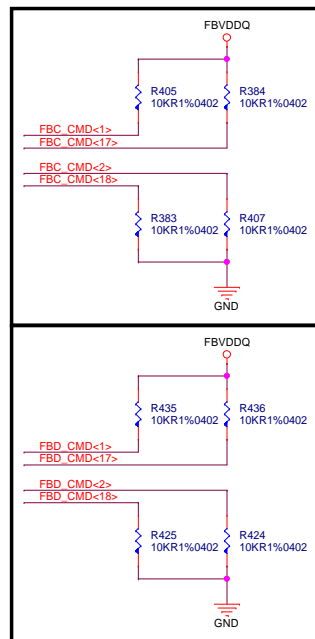 FBVDDQ
R405
10KR1%0402
R384
10KR1%0402
FBC_CMD<1>
FBC_CMD<17>
FBC_CMD<2>
FBC_CMD<18>
R383
10KR1%0402
R407
10KR1%0402
GND
FBVDDQ
R435
10KR1%0402
R436
10KR1%0402
FBD_CMD<1>
FBD_CMD<17>
FBD_CMD<2>
FBD_CMD<18>
R425
10KR1%0402
R424
10KR1%0402
GND